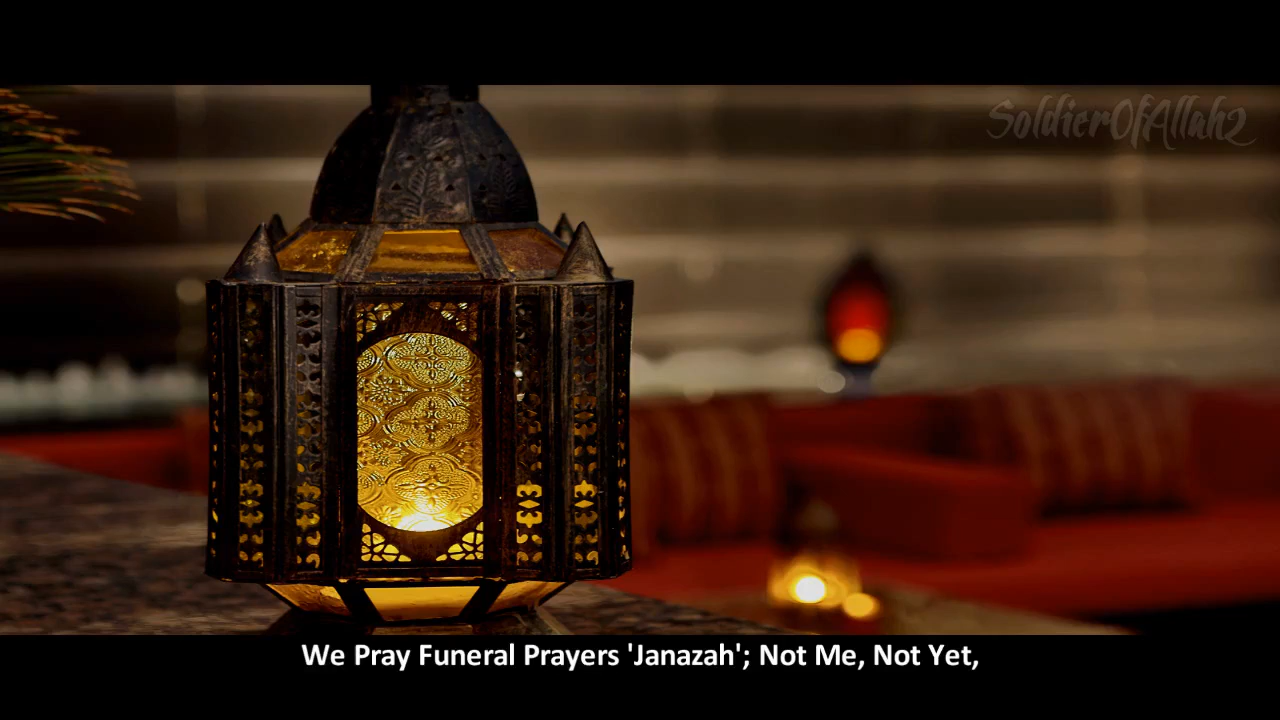 SoldierOfAllah2
We Pray Funeral Prayers 'Janazah'; Not Me, Not Yet,